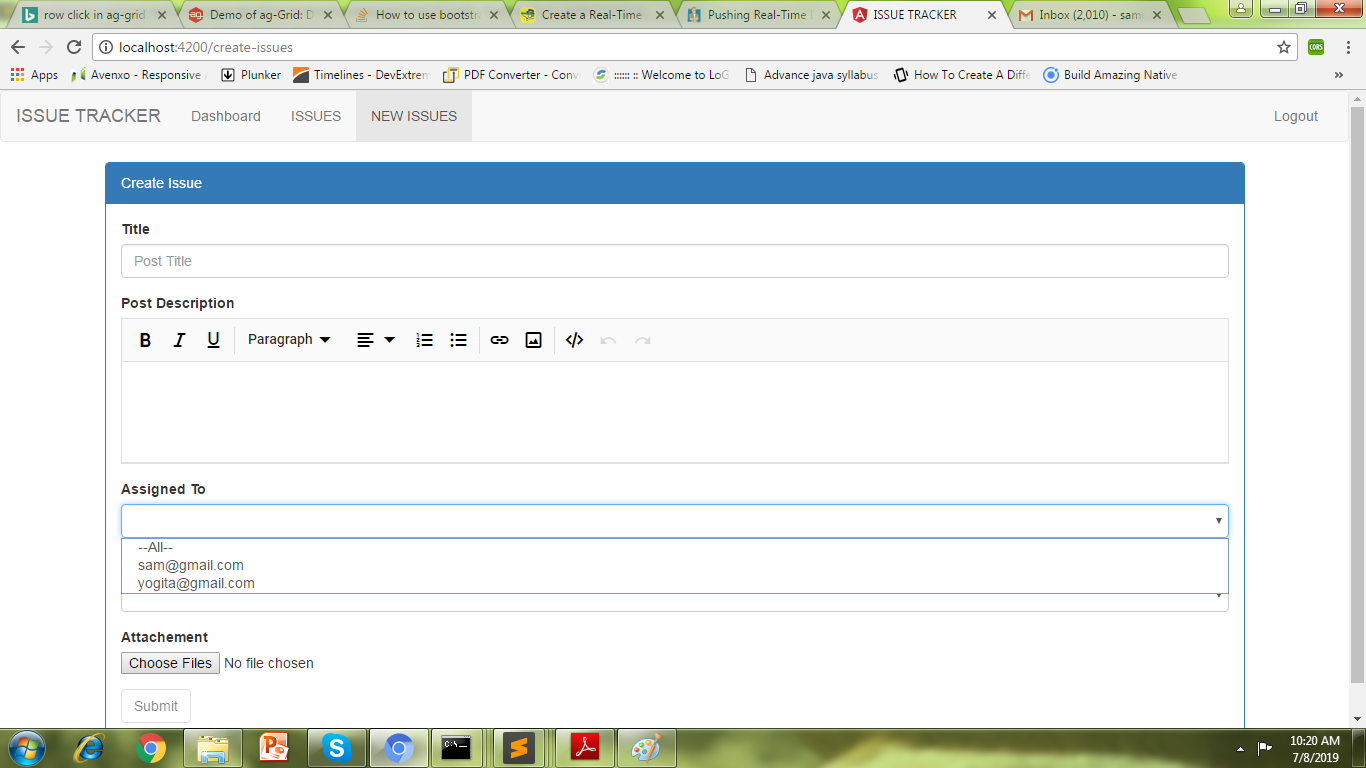 row click in ag-grid
Demo of ag-Grid: D
How to use bootstra
Create a Real-Time
Pushing Real-Time
ISSUE TRACKER
Inbox (2,010) - sam
localhost:4200/create-issues
CORS
Apps
Avenxo - Responsive
Plunker
Timelines - DevExtrem
PDF Converter - Conv
:::::: :: Welcome to LoG
Advance java syllabus
How To Create A Diffe
Build Amazing Native
»
ISSUE TRACKER
Dashboard
ISSUES
NEW ISSUES
Logout
Create Issue
Title
Post Title
Post Description
B I U Paragraph
Assigned To
--All--
sam@gmail.com
yogita@gmail.com
Attachement
Choose Files No file chosen
Submit
10:20 AM
7/8/2019